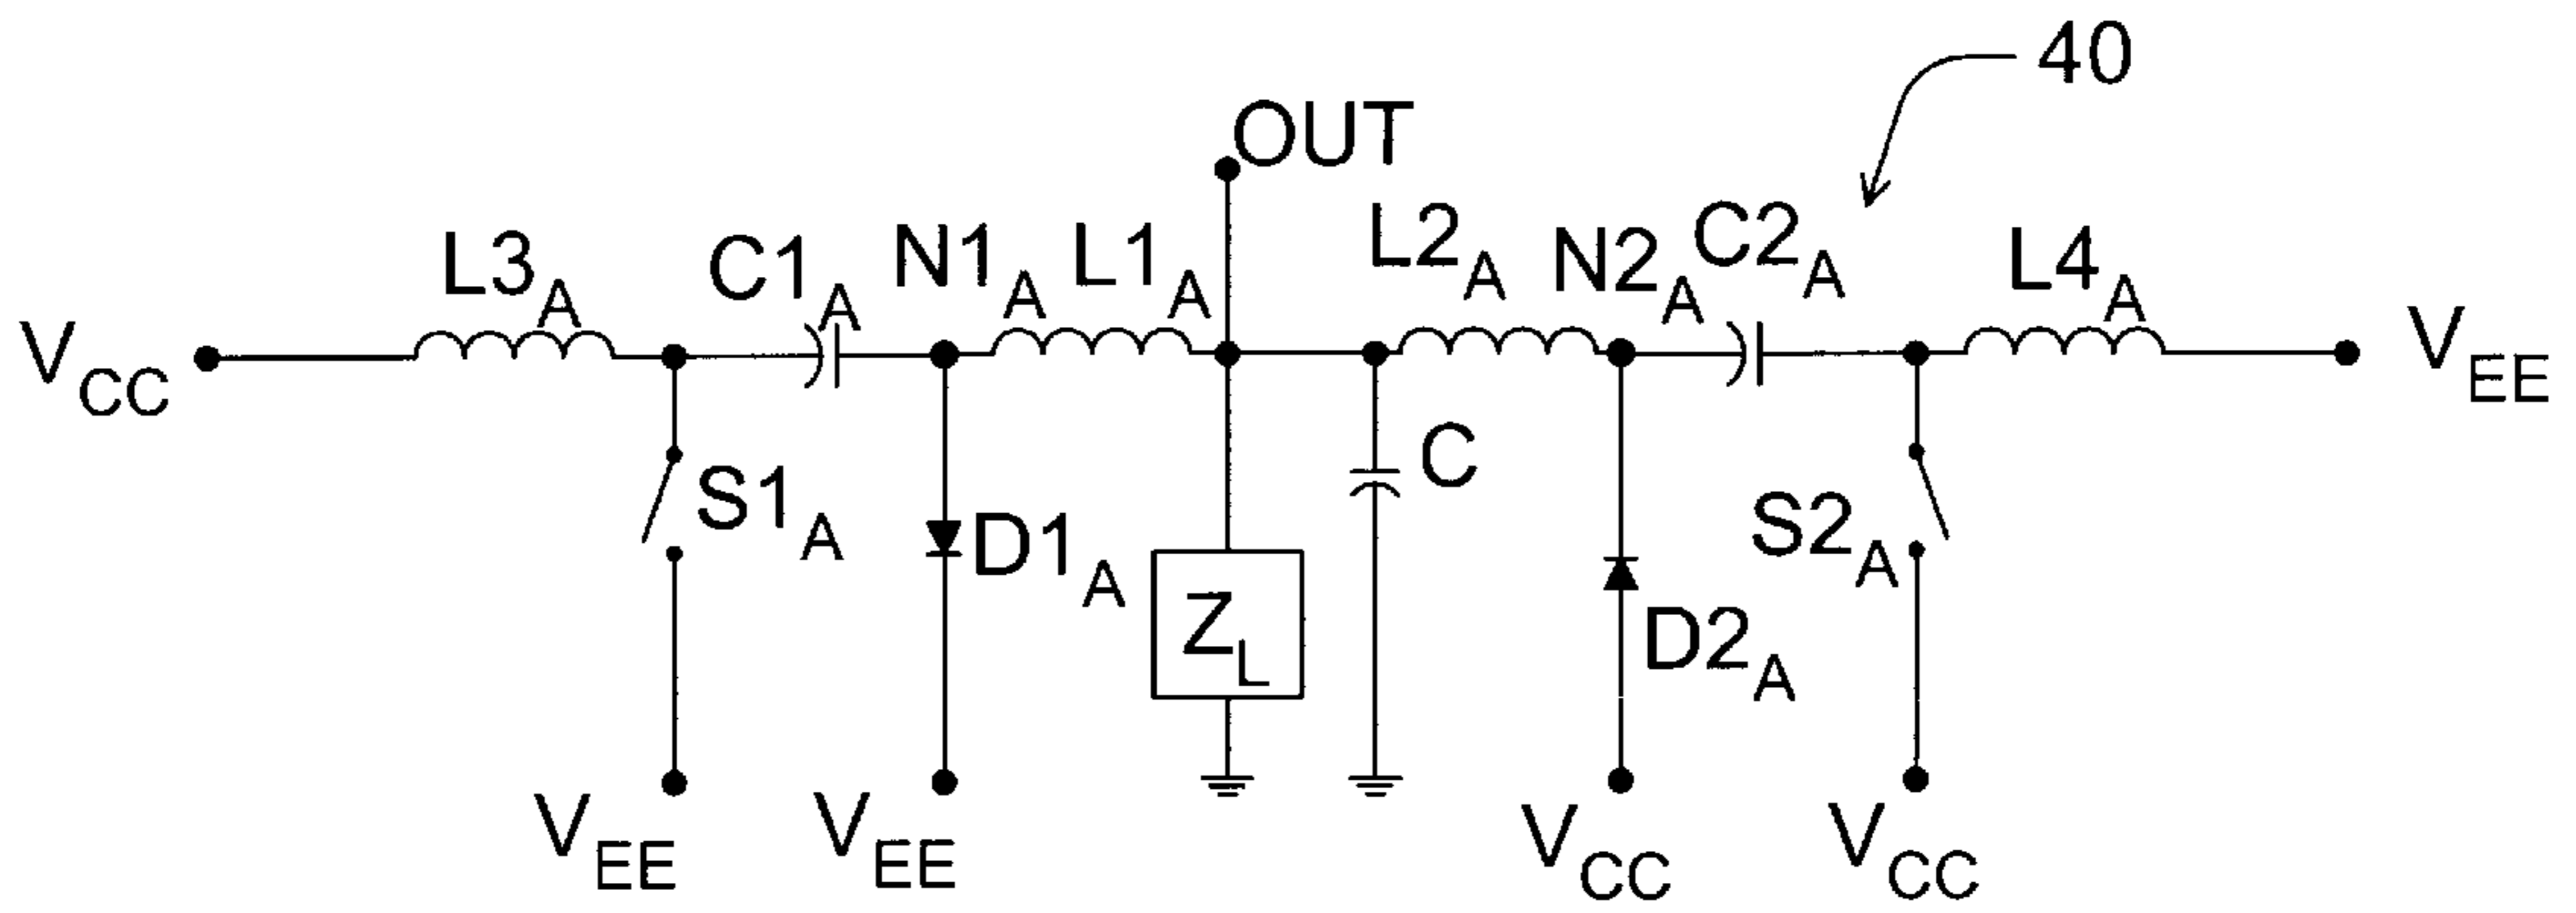 40
OUT
L3A
C1A
N1A
L1A
L2A
N2A
C2A
L4A
VCC
VEE
C
S1A
D1A
S2A
ZL
D2A
VEE
VEE
VCC
VCC